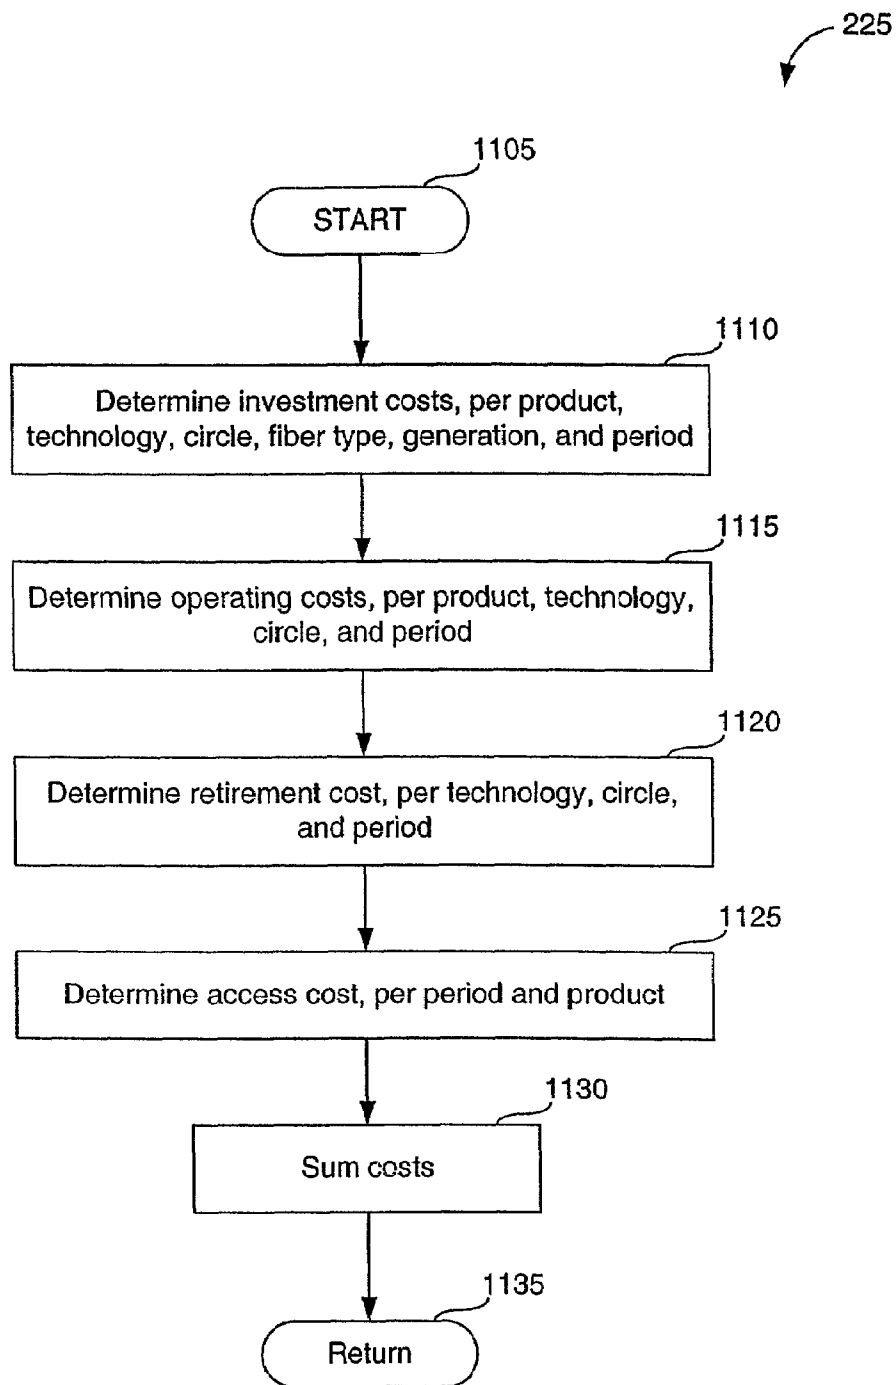 225
1105
START
1110
Determine investment costs, per product,
technology, circle, fiber type, generation, and period
1115
Determine operating costs, per product, technology,
circle, and period
1120
Determine retirement cost, per technology, circle,
and period
1125
Determine access cost, per period and product
1130
Sum costs
1135
Return